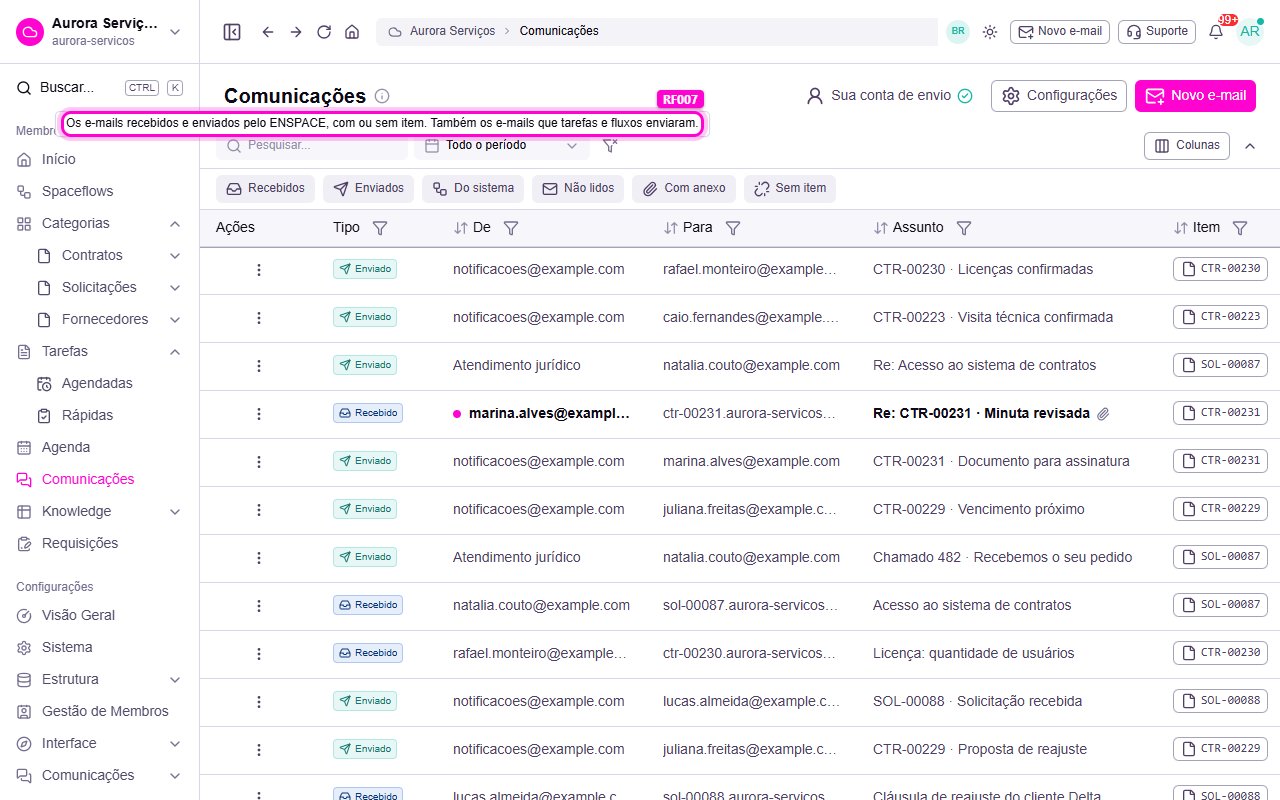 Aurora Serviç...
aurora-servicos
Aurora Serviços > Comunicações
BR
Novo e-mail
Suporte
99+
AR
Buscar... CTRL K
Comunicações
RF007
Sua conta de envio
Configurações
Novo e-mail
Os e-mails recebidos e enviados pelo ENSPACE, com ou sem item. Também os e-mails que tarefas e fluxos enviaram.
Pesquisar...
Todo o período
Colunas
Início
Spaceflows
Categorias
Contratos
Solicitações
Fornecedores
Tarefas
Agendadas
Rápidas
Agenda
Comunicações
Knowledge
Requisições
Configurações
Visão Geral
Sistema
Estrutura
Gestão de Membros
Interface
Comunicações
Recebidos Enviados Do sistema Não lidos Com anexo Sem item
Ações Tipo De Para Assunto Item
Enviado notificacoes@example.com rafael.monteiro@example... CTR-00230 · Licenças confirmadas CTR-00230
Enviado notificacoes@example.com caio.fernandes@example.... CTR-00223 · Visita técnica confirmada CTR-00223
Enviado Atendimento jurídico natalia.couto@example.com Re: Acesso ao sistema de contratos SOL-00087
Recebido marina.alves@exampl... ctr-00231.aurora-servicos... Re: CTR-00231 · Minuta revisada CTR-00231
Enviado notificacoes@example.com marina.alves@example.com CTR-00231 · Documento para assinatura CTR-00231
Enviado notificacoes@example.com juliana.freitas@example.c... CTR-00229 · Vencimento próximo CTR-00229
Enviado Atendimento jurídico natalia.couto@example.com Chamado 482 · Recebemos o seu pedido SOL-00087
Recebido natalia.couto@example.com sol-00087.aurora-servicos... Acesso ao sistema de contratos SOL-00087
Recebido rafael.monteiro@example... ctr-00230.aurora-servicos... Licença: quantidade de usuários CTR-00230
Enviado notificacoes@example.com lucas.almeida@example.c... SOL-00088 · Solicitação recebida SOL-00088
Enviado notificacoes@example.com juliana.freitas@example.c... CTR-00229 · Proposta de reajuste CTR-00229
Recebido lucas.almeida@example.c... sol-00088.aurora-servicos... Cláusula de reajuste do cliente Delta SOL-00088